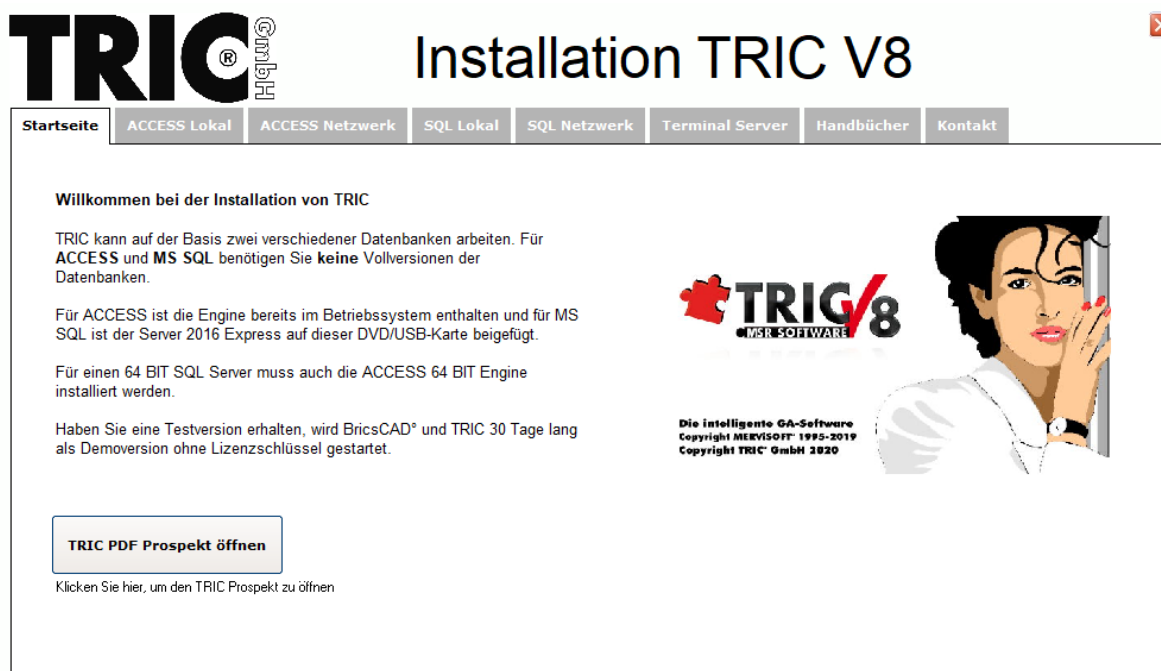 TRIC® GmbH
Installation TRIC V8
Startseite ACCESS Lokal ACCESS Netzwerk SQL Lokal SQL Netzwerk Terminal Server Handbücher Kontakt
Willkommen bei der Installation von TRIC
TRIC kann auf der Basis zwei verschiedener Datenbanken arbeiten. Für
ACCESS und MS SQL benötigen Sie keine Vollversionen der
Datenbanken.
Für ACCESS ist die Engine bereits im Betriebssystem enthalten und für MS
SQL ist der Server 2016 Express auf dieser DVD/USB-Karte beigefügt.
Für einen 64 BIT SQL Server muss auch die ACCESS 64 BIT Engine
installiert werden.
Haben Sie eine Testversion erhalten, wird BricsCAD° und TRIC 30 Tage lang
als Demoversion ohne Lizenzschlüssel gestartet.
TRIC V8
MSR SOFTWARE
Die intelligente GA-Software
Copyright MERViSOFT° 1995-2019
Copyright TRIC° GmbH 2020
TRIC PDF Prospekt öffnen
Klicken Sie hier, um den TRIC Prospekt zu öffnen